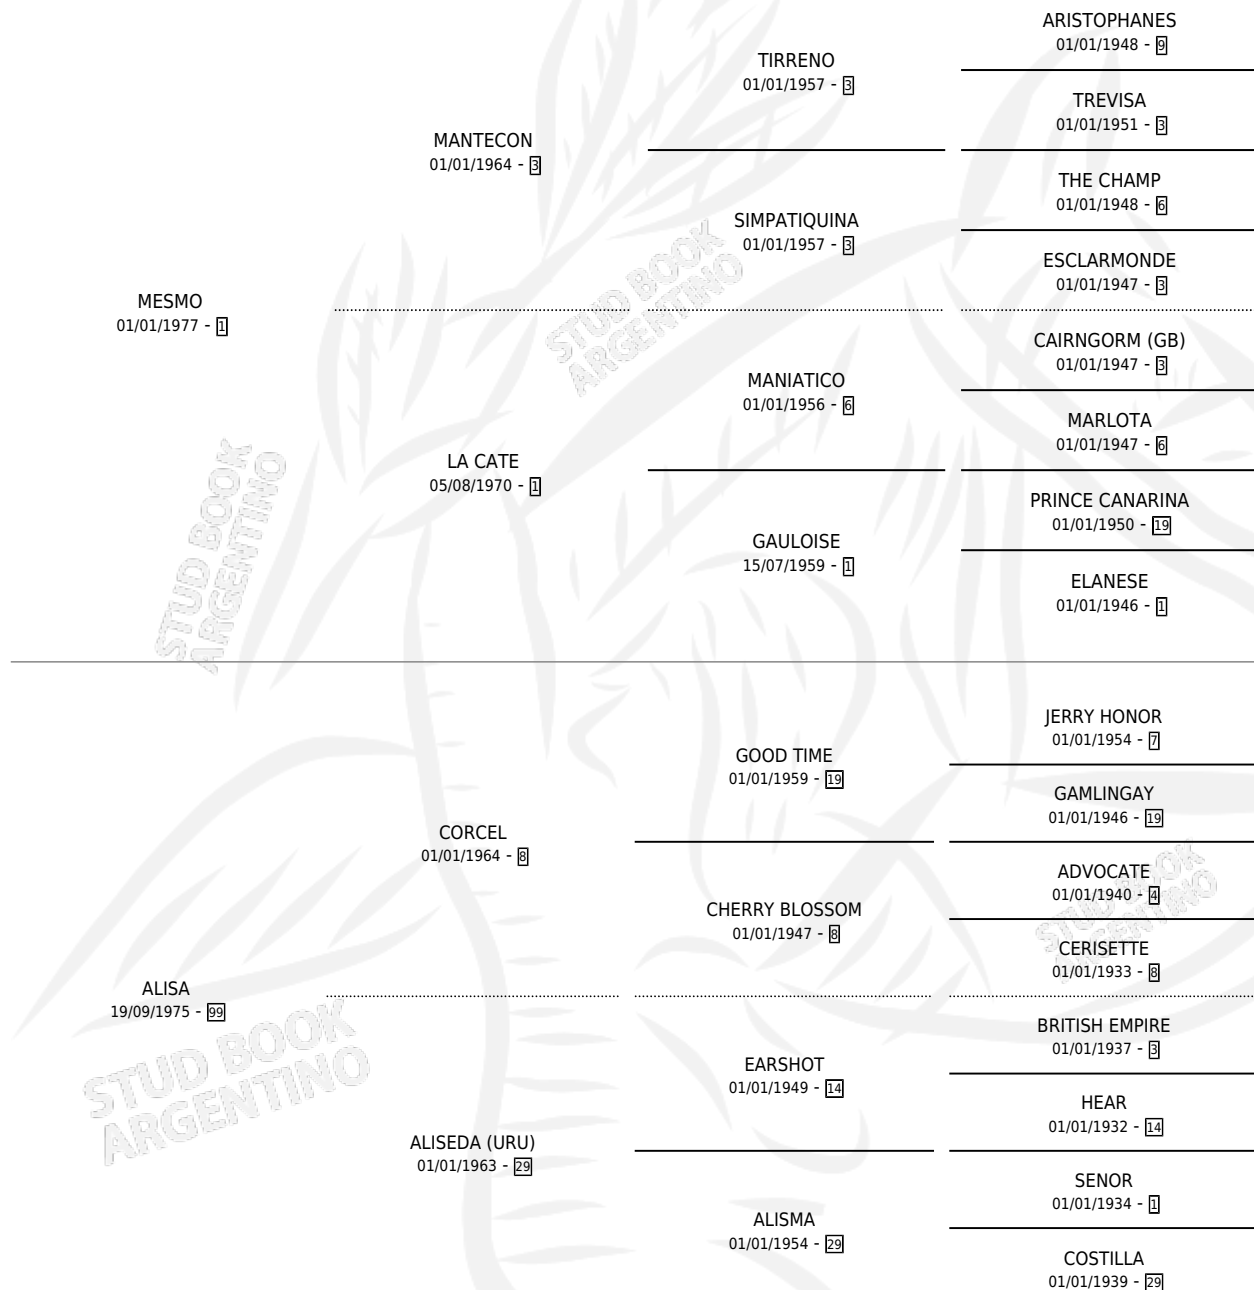 ARISTOPHANES
01/01/1948 - 9
TIRRENO
01/01/1957 - 3
TREVISA
01/01/1951 - 3
MANTECON
01/01/1964 - 3
THE CHAMP
01/01/1948 - 6
SIMPATIQUINA
01/01/1957 - 3
ESCLARMONDE
01/01/1947 - 3
MESMO
01/01/1977 - 1
STUD BOOK
ARGENTINO
CAIRNGORM (GB)
01/01/1947 - 3
MANIATICO
01/01/1956 - 6
MARLOTA
01/01/1947 - 6
LA CATE
05/08/1970 - 1
PRINCE CANARINA
01/01/1950 - 19
GAULOISE
15/07/1959 - 1
ELANESE
01/01/1946 - 1
STUD BOOK
ARGENTINO
JERRY HONOR
01/01/1954 - 7
GOOD TIME
01/01/1959 - 19
GAMLINGAY
01/01/1946 - 19
CORCEL
01/01/1964 - 8
ADVOCATE
01/01/1940 - 4
CHERRY BLOSSOM
01/01/1947 - 8
STUD BOOK
ARGENTINO
CERISETTE
01/01/1933 - 8
ALISA
19/09/1975 - 99
BRITISH EMPIRE
01/01/1937 - 3
EARSHOT
01/01/1949 - 14
HEAR
01/01/1932 - 14
STUD BOOK
ARGENTINO
ALISEDA (URU)
01/01/1963 - 29
SENOR
01/01/1934 - 1
ALISMA
01/01/1954 - 29
COSTILLA
01/01/1939 - 29